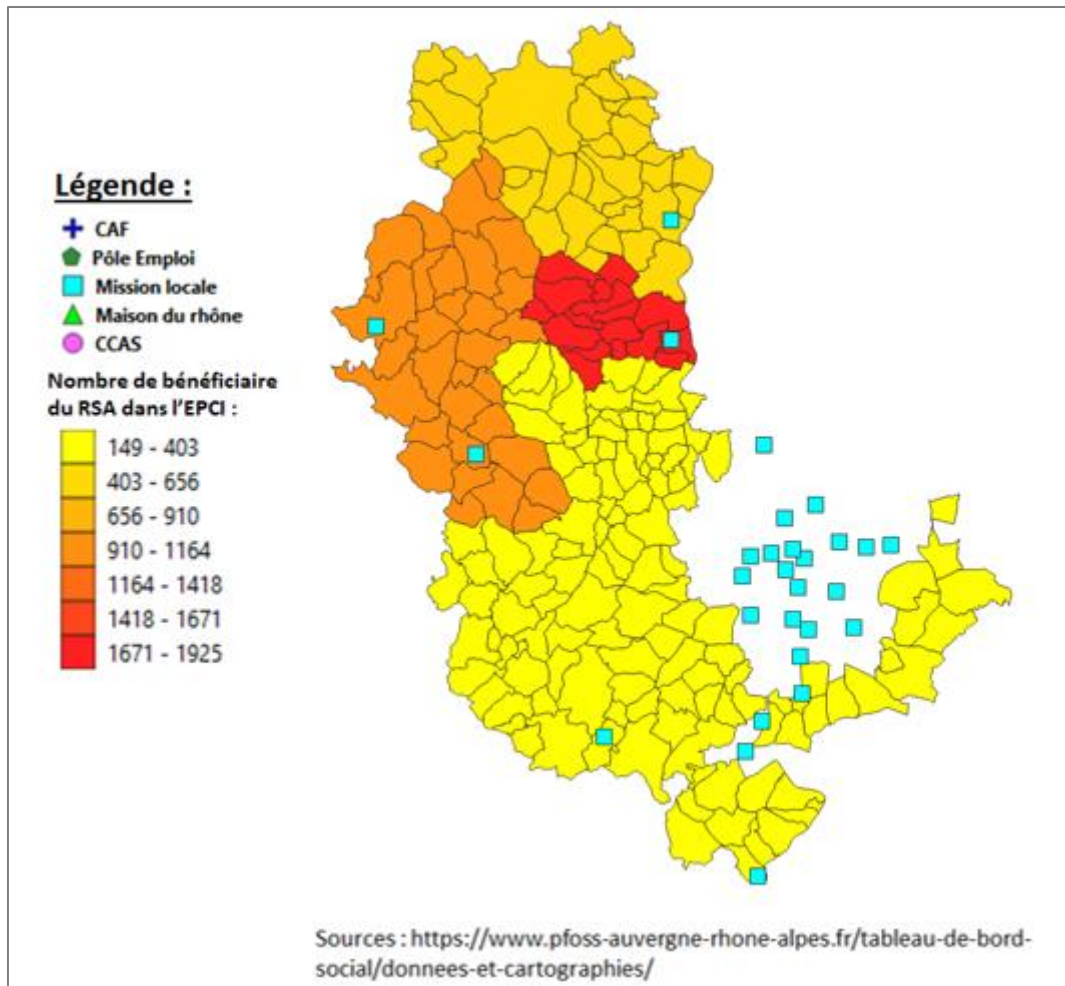 Légende :
CAF
Pôle Emploi
Mission locale
Maison du rhône
CCAS
Nombre de bénéficiaire
du RSA dans l'EPCI :
149 - 403
403 - 656
656 - 910
910 - 1164
1164 - 1418
1418 - 1671
1671 - 1925
Sources : https://www.pfoss-auvergne-rhone-alpes.fr/tableau-de-bord-
social/donnees-et-cartographies/